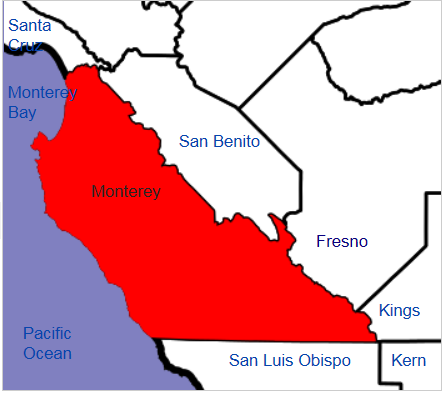 Santa
Cruz
Monterey
Bay
San Benito
Monterey
Fresno
Kings
Pacific
Ocean
San Luis Obispo
Kern